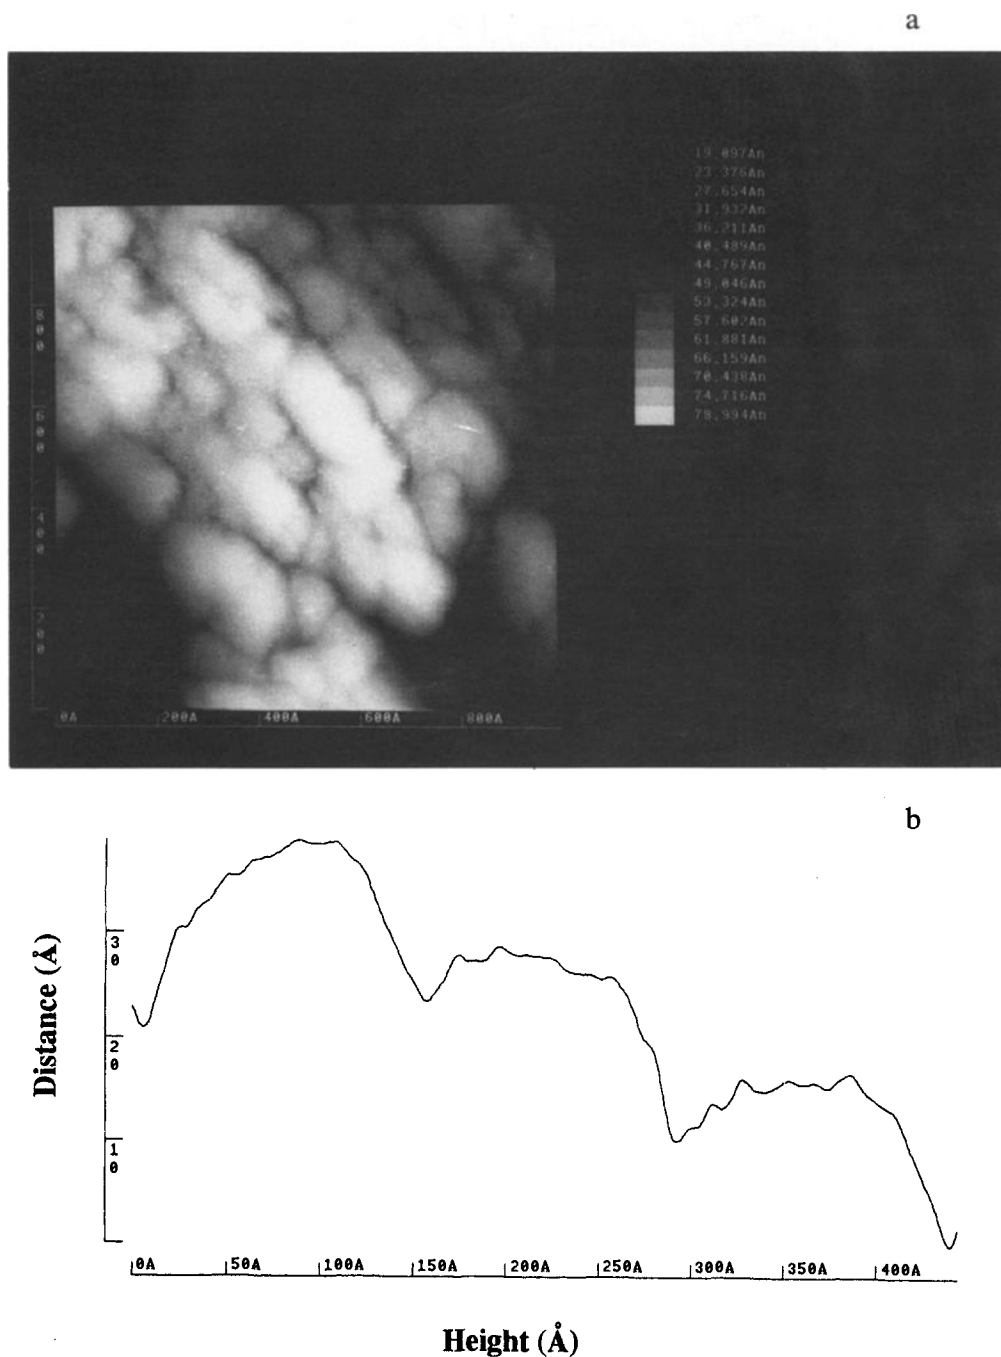 a
19.097An
23.376An
27.654An
31.932An
36.211An
40.489An
44.767An
49.046An
53.324An
57.602An
61.881An
66.159An
70.438An
74.716An
78.994An
800
600
400
200
0A 200A 400A 600A 800A
b
30
20
10
Distance (Å)
0A 50A 100A 150A 200A 250A 300A 350A 400A
Height (Å)